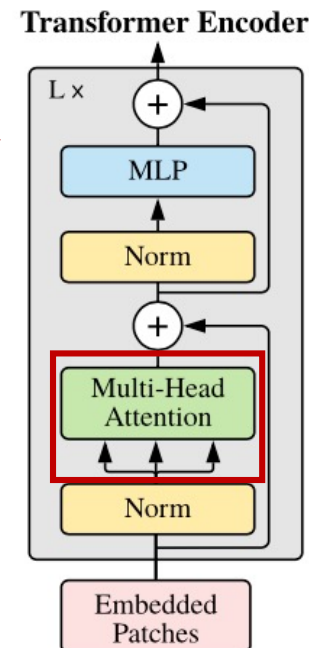 Transformer Encoder
L ×
+
MLP
Norm
+
Multi-Head
Attention
Norm
Embedded
Patches